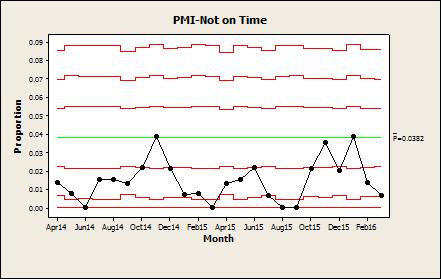 PMI-Not on Time
0.09
0.08
0.07
0.06
0.05
0.04
0.03
0.02
0.01
0.00
Proportion
P=0.0382
Apr14 Jun14 Aug14 Oct14 Dec14 Feb15 Apr15 Jun15 Aug15 Oct15 Dec15 Feb16
Month